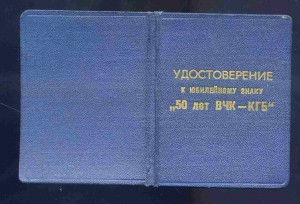 УДОСТОВЕРЕНИЕ
К ЮБИЛЕЙНОМУ ЗНАКУ
„50 лет ВЧК—КГБ“